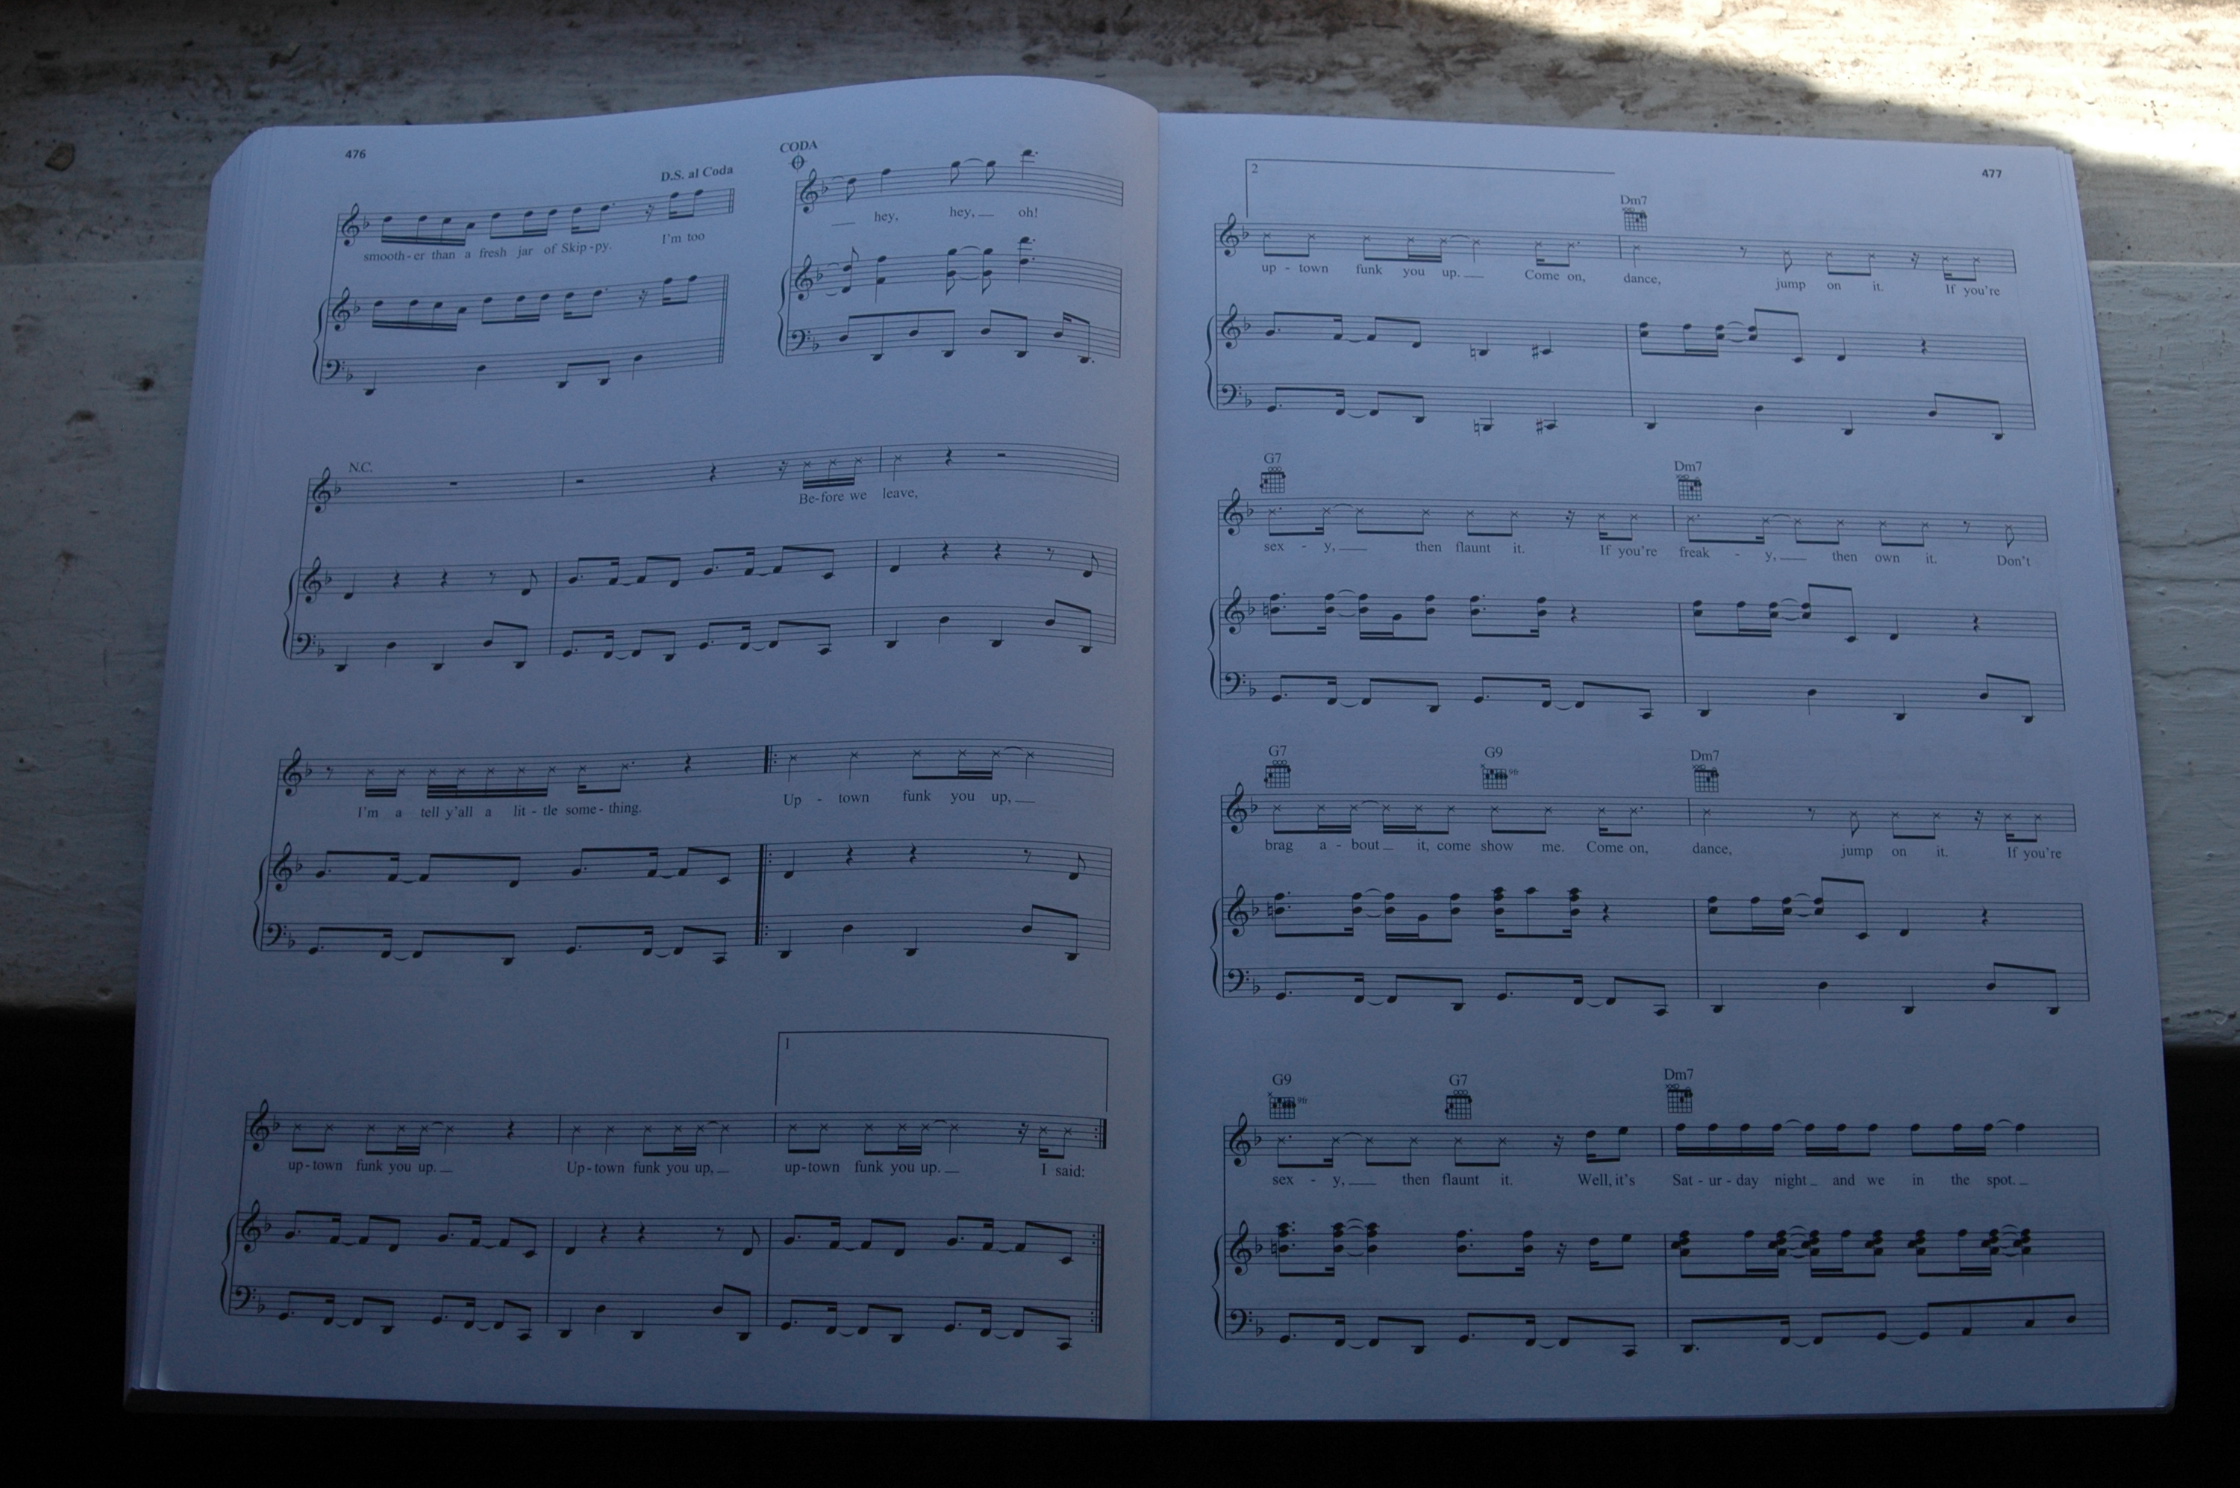 476
D.S. al Coda
CODA
smooth - er than a fresh jar of Skip - py. I'm too
hey, hey, oh!
N.C.
Be - fore we leave,
I'm a tell y'all a lit - tle some - thing. Up - town funk you up,
up - town funk you up. Up - town funk you up, up - town funk you up. I said:
1
477
2
Dm7
up - town funk you up. Come on, dance, jump on it. If you're
G7 Dm7
sex - y, then flaunt it. If you're freak - y, then own it. Don't
G7 G9 Dm7
brag a - bout it, come show me. Come on, dance, jump on it. If you're
G9 G7 Dm7
sex - y, then flaunt it. Well, it's Sat - ur - day night and we in the spot.